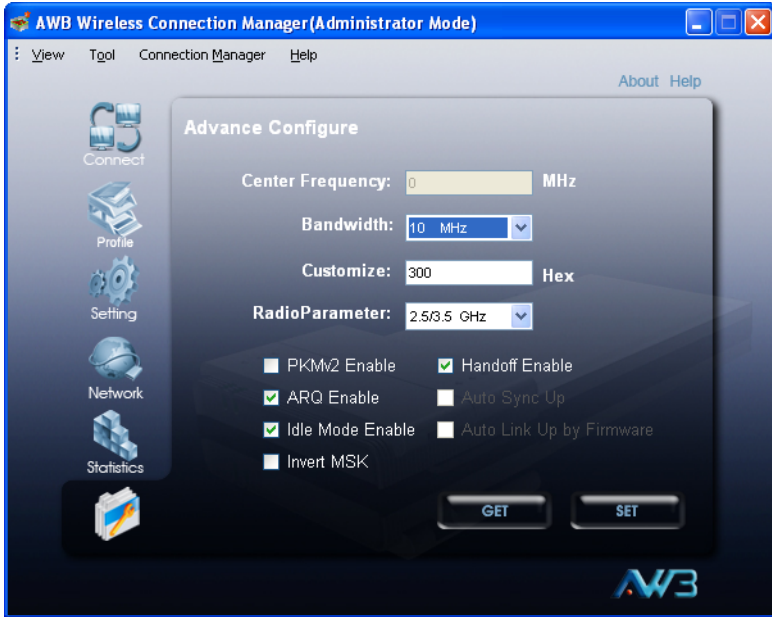 AWB Wireless Connection Manager(Administrator Mode)
View Tool Connection Manager Help
About Help
Connect
Profile
Setting
Network
Statistics
Advance Configure
Center Frequency: 0 MHz
Bandwidth: 10 MHz
Customize: 300 Hex
RadioParameter: 2.5/3.5 GHz
PKMv2 Enable Handoff Enable
ARQ Enable Auto Sync Up
Idle Mode Enable Auto Link Up by Firmware
Invert MSK
GET SET
AWB